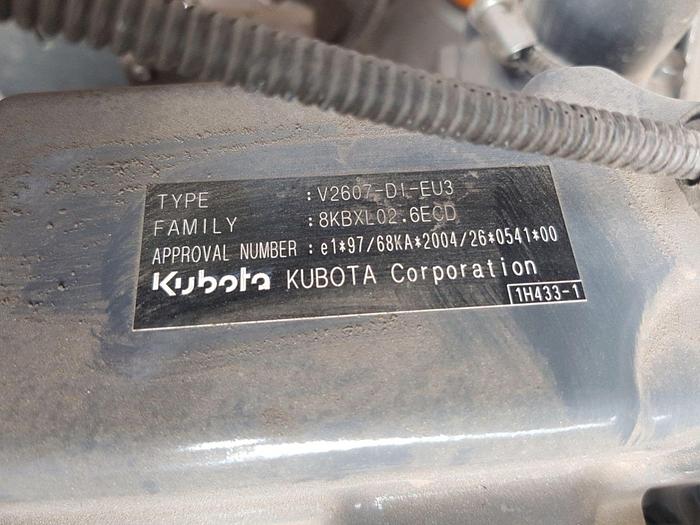 TYPE : V2607-DI-EU3
FAMILY : 8KBXL02.6ECD
APPROVAL NUMBER : e1*97/68KA*2004/26*0541*00
Kubota KUBOTA Corporation
1H433-1